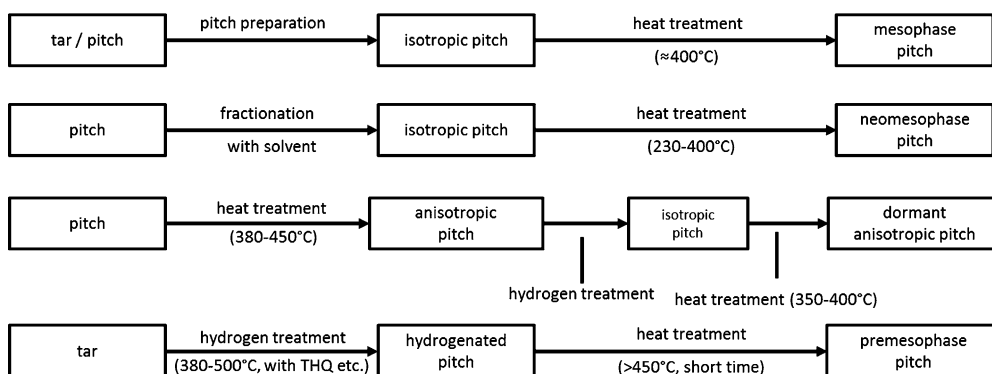 tar / pitch
pitch preparation
isotropic pitch
heat treatment
(≈400°C)
mesophase
pitch
pitch
fractionation
with solvent
isotropic pitch
heat treatment
(230-400°C)
neomesophase
pitch
pitch
heat treatment
(380-450°C)
anisotropic
pitch
hydrogen treatment
isotropic
pitch
heat treatment (350-400°C)
dormant
anisotropic pitch
tar
hydrogen treatment
(380-500°C, with THQ etc.)
hydrogenated
pitch
heat treatment
(>450°C, short time)
premesophase
pitch